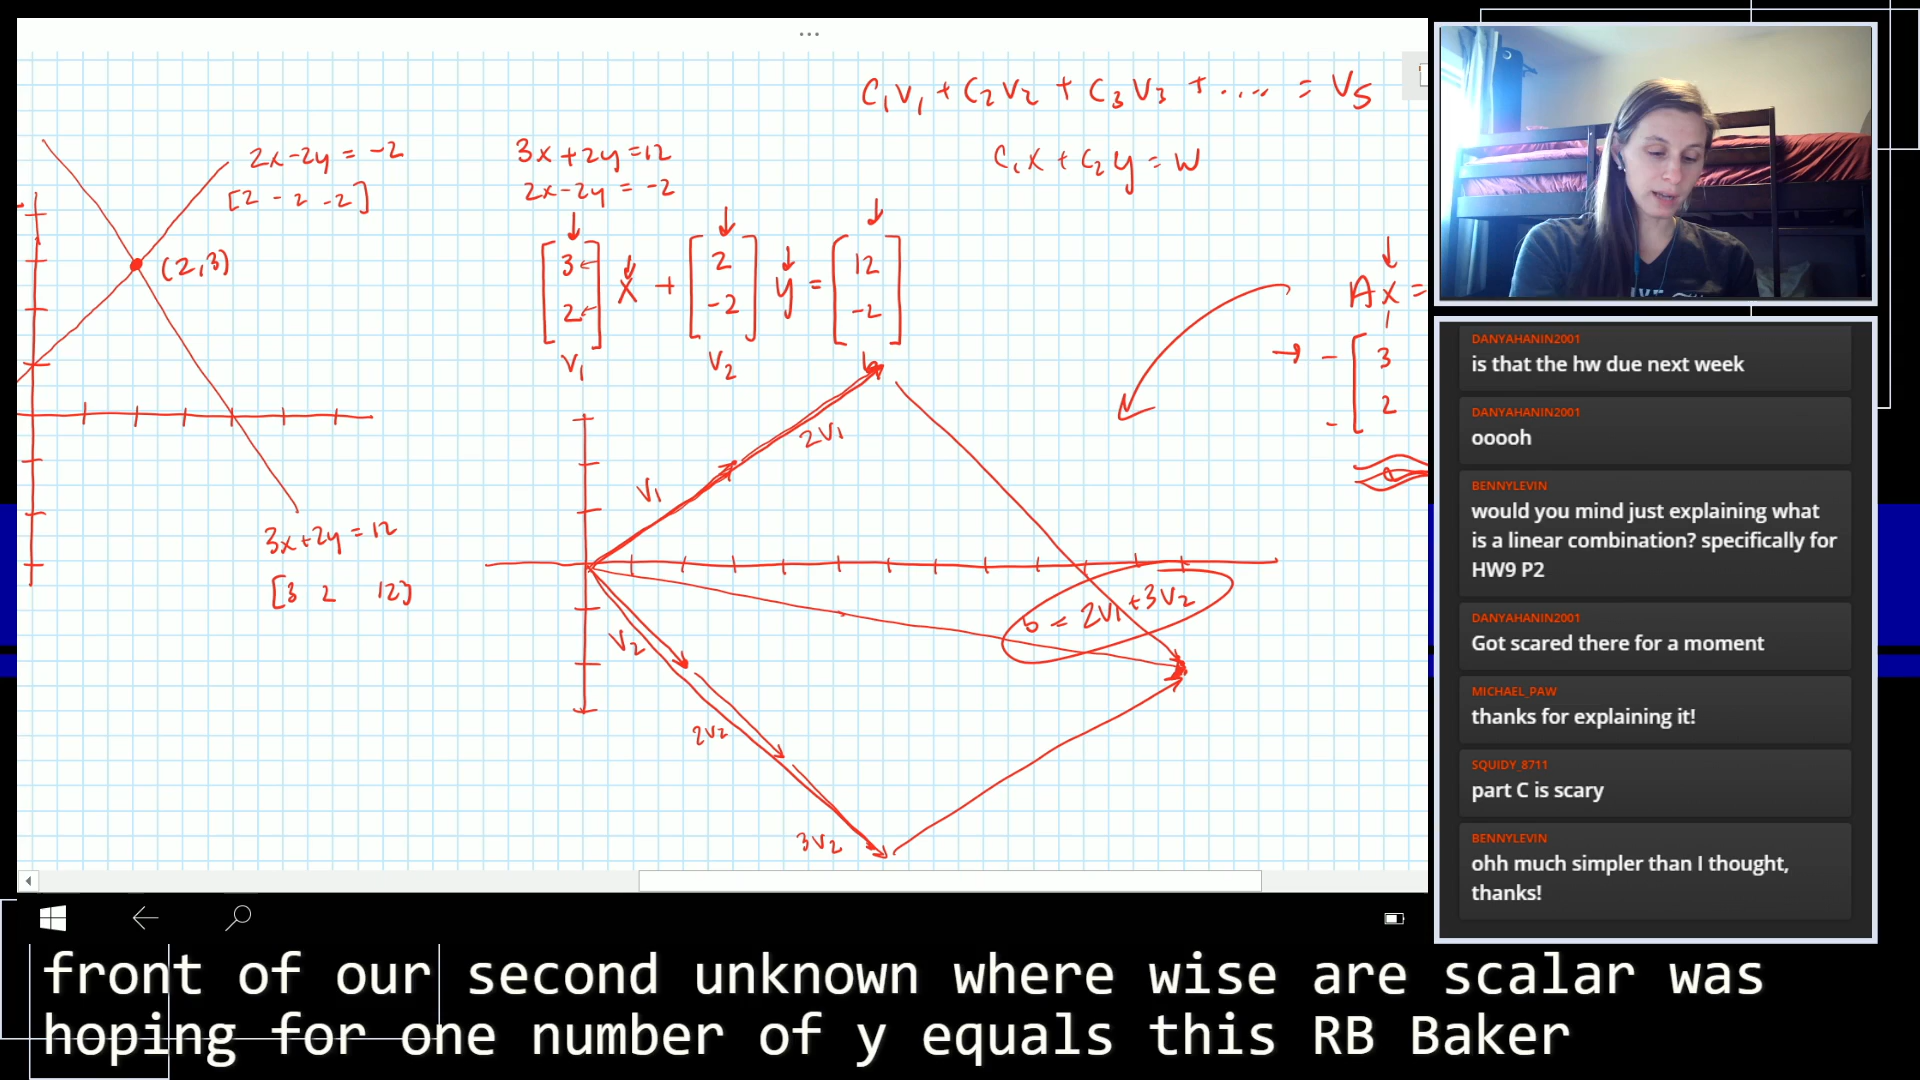 ...
C₁V₁ + C₂V₂ + C₃V₃ + .... = V₅
C₁X + C₂Y = W
2x-2y = -2
[2 -2 -2]
(2,3)
3x+2y=12
[3 2 12]
3x+2y=12
2x-2y = -2
[3 2] X + [2 -2] Y = [12 -2]
V₁ V₂ b
V₁
2V₁
V₂
2V₂
3V₂
b = 2V₁+3V₂
Ax =
[3
2
DANYAHANIN2001
is that the hw due next week
DANYAHANIN2001
ooooh
BENNYLEVIN
would you mind just explaining what
is a linear combination? specifically for
HW9 P2
DANYAHANIN2001
Got scared there for a moment
MICHAEL_PAW
thanks for explaining it!
SQUIDY_8711
part C is scary
BENNYLEVIN
ohh much simpler than I thought,
thanks!
front of our second unknown where wise are scalar was
hoping for one number of y equals this RB Baker